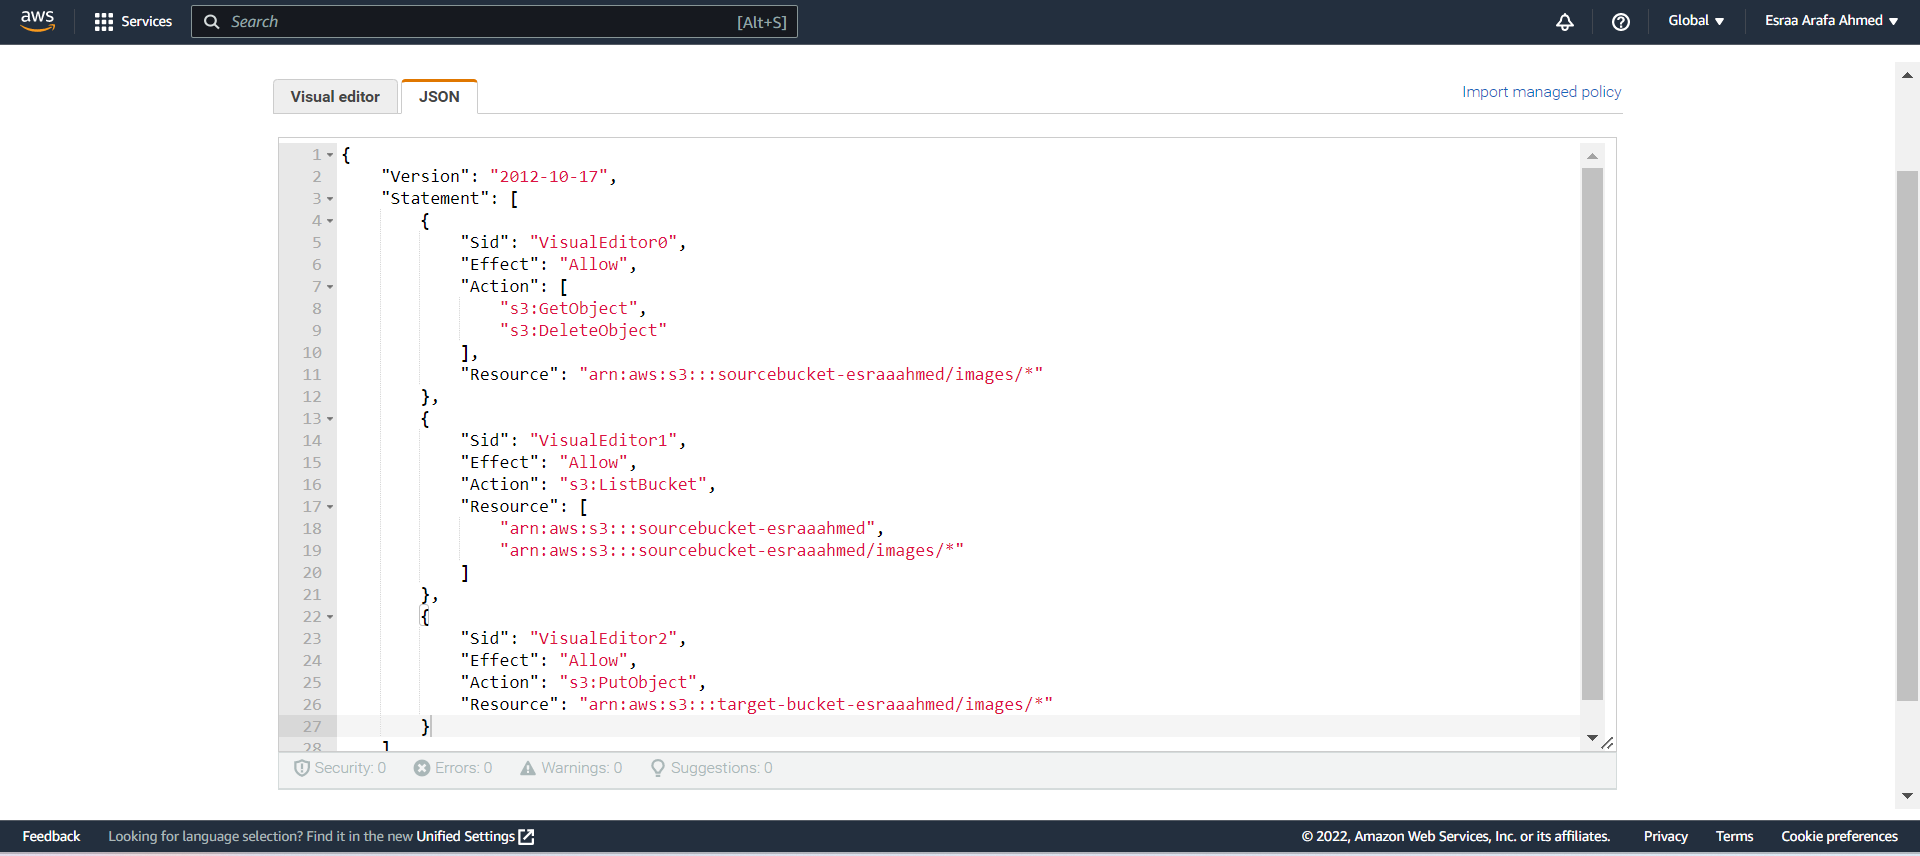 aws Services Search [Alt+S] Global Esraa Arafa Ahmed
Visual editor JSON Import managed policy
1 {
2 "Version": "2012-10-17",
3 "Statement": [
4 {
5 "Sid": "VisualEditor0",
6 "Effect": "Allow",
7 "Action": [
8 "s3:GetObject",
9 "s3:DeleteObject"
10 ],
11 "Resource": "arn:aws:s3:::sourcebucket-esraaahmed/images/*"
12 },
13 {
14 "Sid": "VisualEditor1",
15 "Effect": "Allow",
16 "Action": "s3:ListBucket",
17 "Resource": [
18 "arn:aws:s3:::sourcebucket-esraaahmed",
19 "arn:aws:s3:::sourcebucket-esraaahmed/images/*"
20 ]
21 },
22 {
23 "Sid": "VisualEditor2",
24 "Effect": "Allow",
25 "Action": "s3:PutObject",
26 "Resource": "arn:aws:s3:::target-bucket-esraaahmed/images/*"
27 }
28 ]
Security: 0 Errors: 0 Warnings: 0 Suggestions: 0
Feedback Looking for language selection? Find it in the new Unified Settings © 2022, Amazon Web Services, Inc. or its affiliates. Privacy Terms Cookie preferences